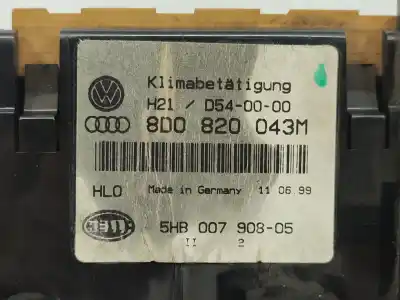 Klimabetätigung
H21 / D54-00-00
8D0 820 043M
HLO Made in Germany 11 06.99
HELLA 5HB 007 908-05
II 2